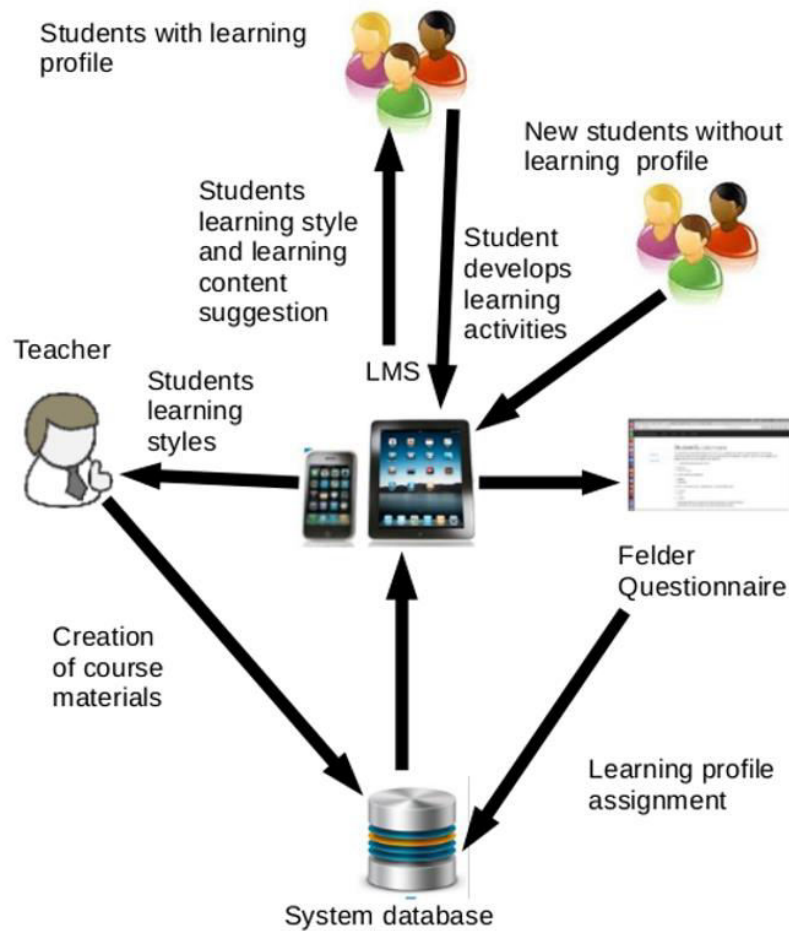 Students with learning
profile
New students without
learning profile
Students
learning style
and learning
content
suggestion
Student
develops
learning
activities
Teacher
LMS
Students
learning
styles
Felder
Questionnaire
Creation
of course
materials
Learning profile
assignment
System database